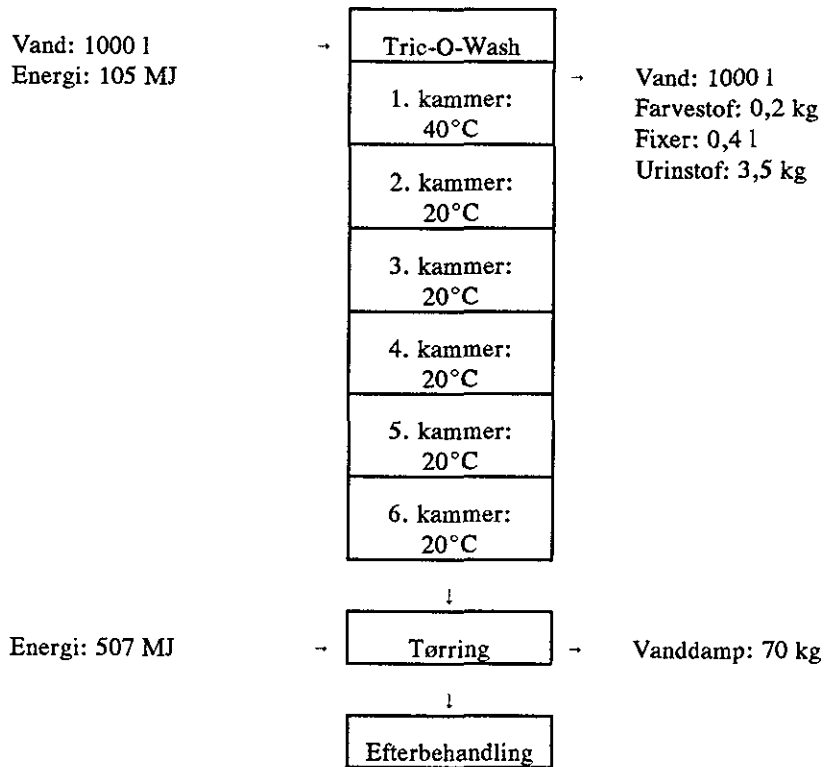 Vand: 1000 l
Energi: 105 MJ
→
Tric-O-Wash
1. kammer:
40°C
→
Vand: 1000 l
Farvestof: 0,2 kg
Fixer: 0,4 l
Urinstof: 3,5 kg
2. kammer:
20°C
3. kammer:
20°C
4. kammer:
20°C
5. kammer:
20°C
6. kammer:
20°C
↓
Energi: 507 MJ
→
Tørring
→
Vanddamp: 70 kg
↓
Efterbehandling